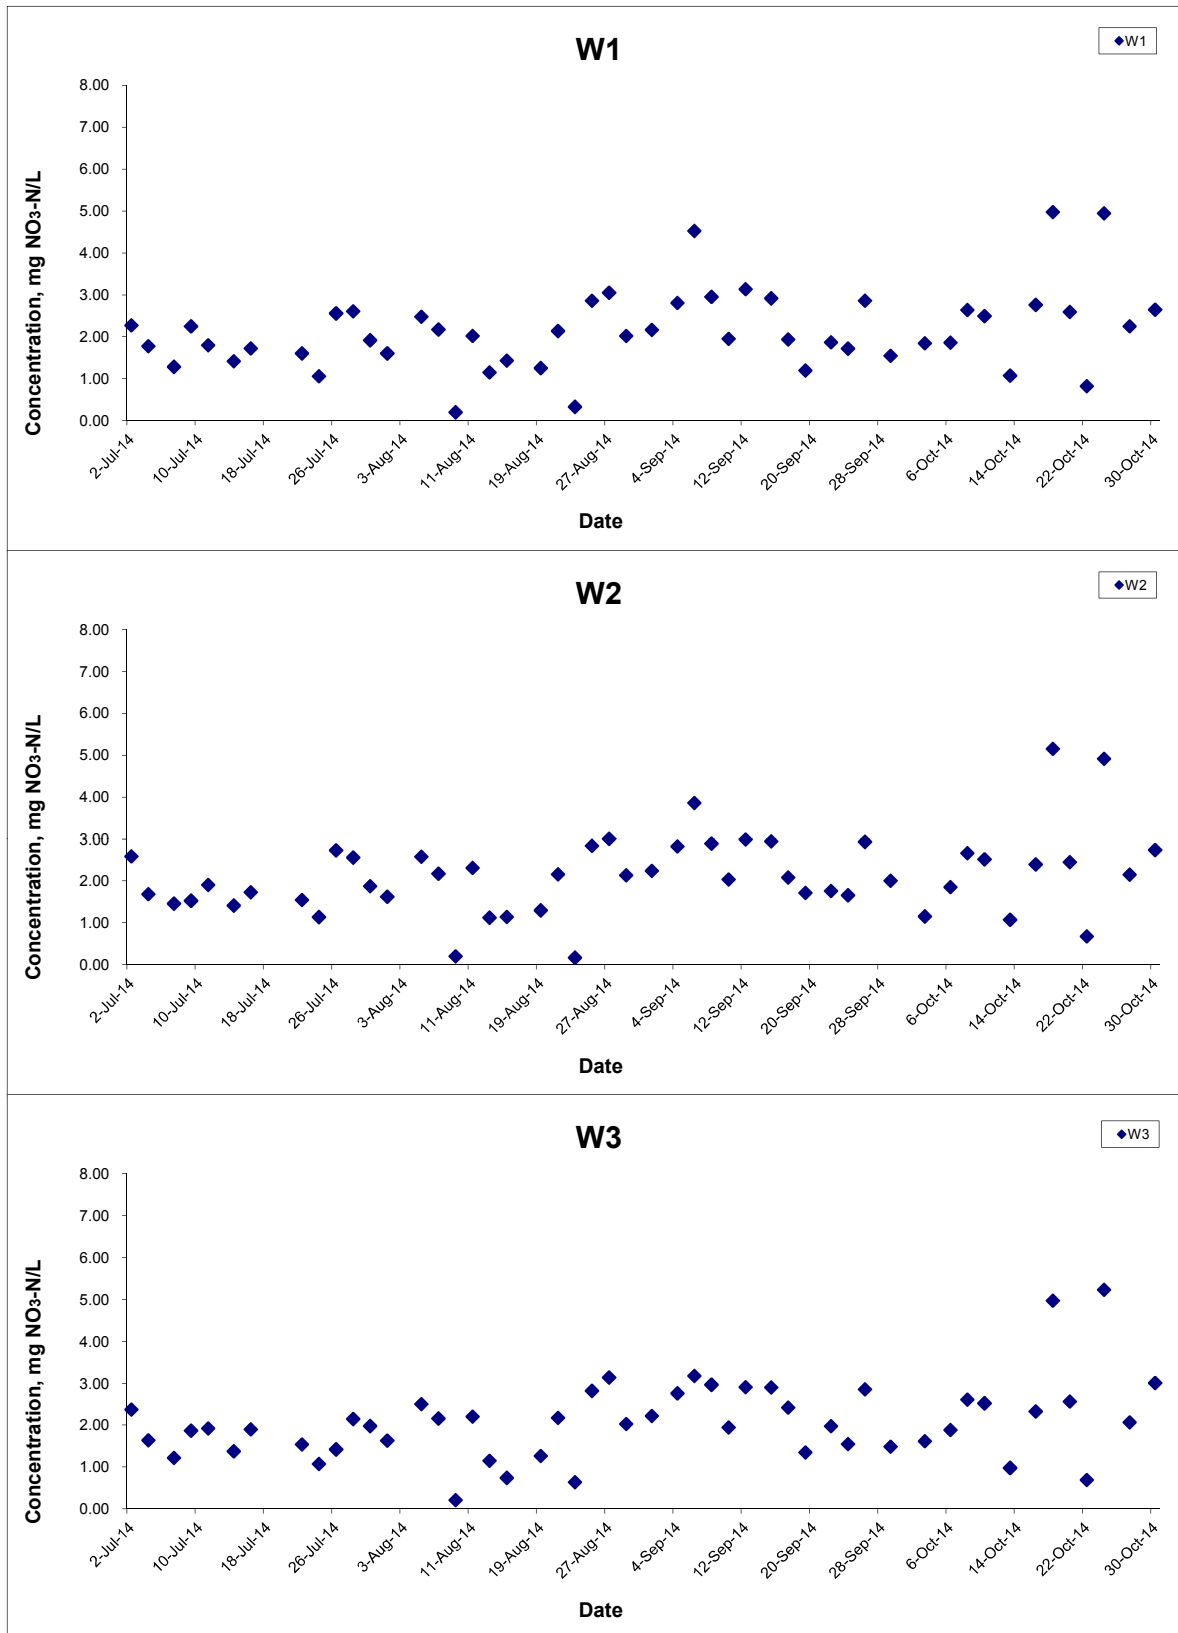 W1
W1
8.00
7.00
6.00
5.00
4.00
3.00
2.00
1.00
0.00
Concentration, mg NO3-N/L
2-Jul-14
10-Jul-14
18-Jul-14
26-Jul-14
3-Aug-14
11-Aug-14
19-Aug-14
27-Aug-14
4-Sep-14
12-Sep-14
20-Sep-14
28-Sep-14
6-Oct-14
14-Oct-14
22-Oct-14
30-Oct-14
Date
W2
W2
8.00
7.00
6.00
5.00
4.00
3.00
2.00
1.00
0.00
Concentration, mg NO3-N/L
2-Jul-14
10-Jul-14
18-Jul-14
26-Jul-14
3-Aug-14
11-Aug-14
19-Aug-14
27-Aug-14
4-Sep-14
12-Sep-14
20-Sep-14
28-Sep-14
6-Oct-14
14-Oct-14
22-Oct-14
30-Oct-14
Date
W3
W3
8.00
7.00
6.00
5.00
4.00
3.00
2.00
1.00
0.00
Concentration, mg NO3-N/L
2-Jul-14
10-Jul-14
18-Jul-14
26-Jul-14
3-Aug-14
11-Aug-14
19-Aug-14
27-Aug-14
4-Sep-14
12-Sep-14
20-Sep-14
28-Sep-14
6-Oct-14
14-Oct-14
22-Oct-14
30-Oct-14
Date